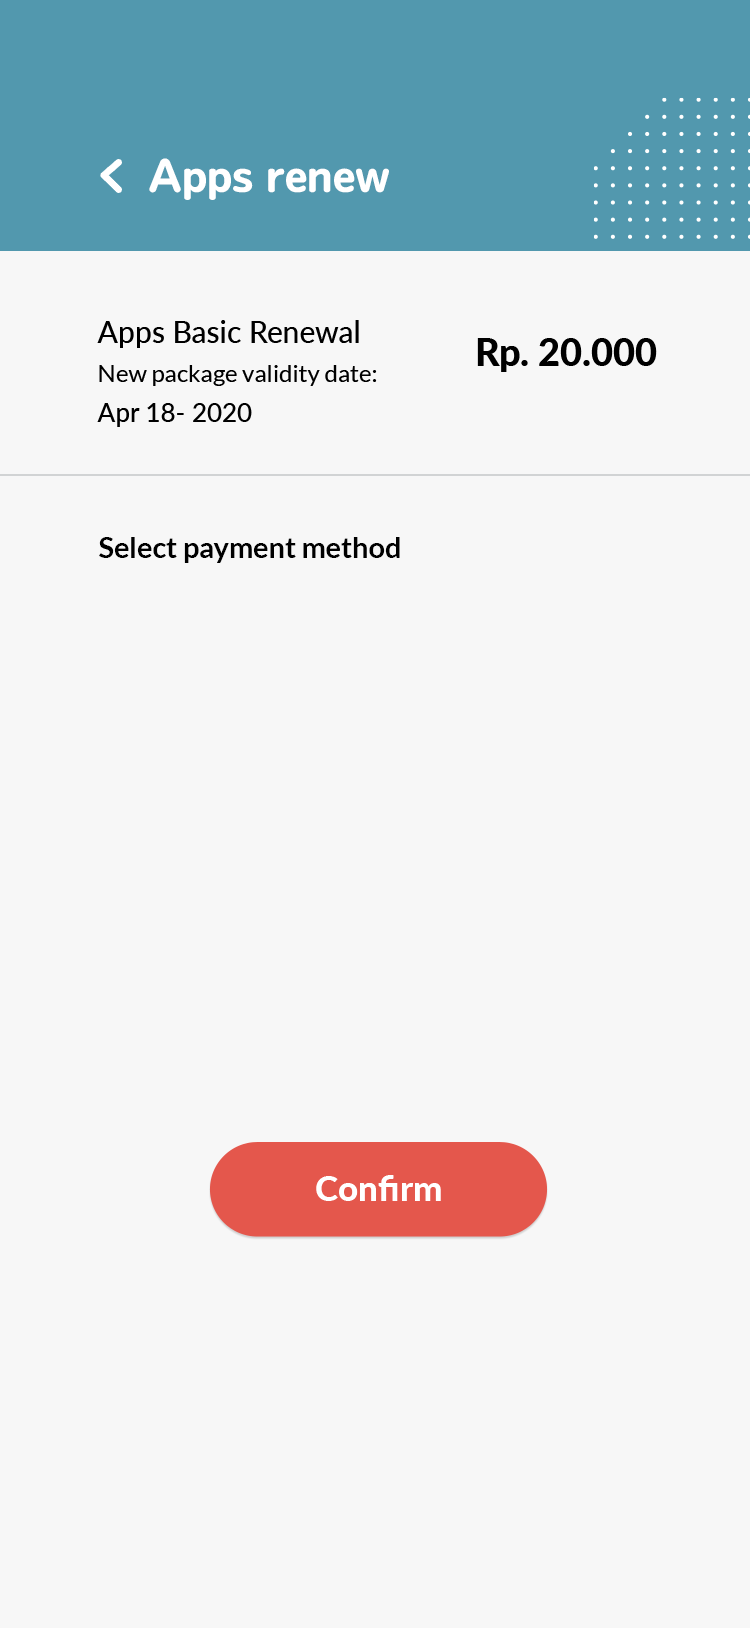 Apps renew
Apps Basic Renewal
Rp. 20.000
New package validity date:
Apr 18- 2020
Select payment method
Confirm